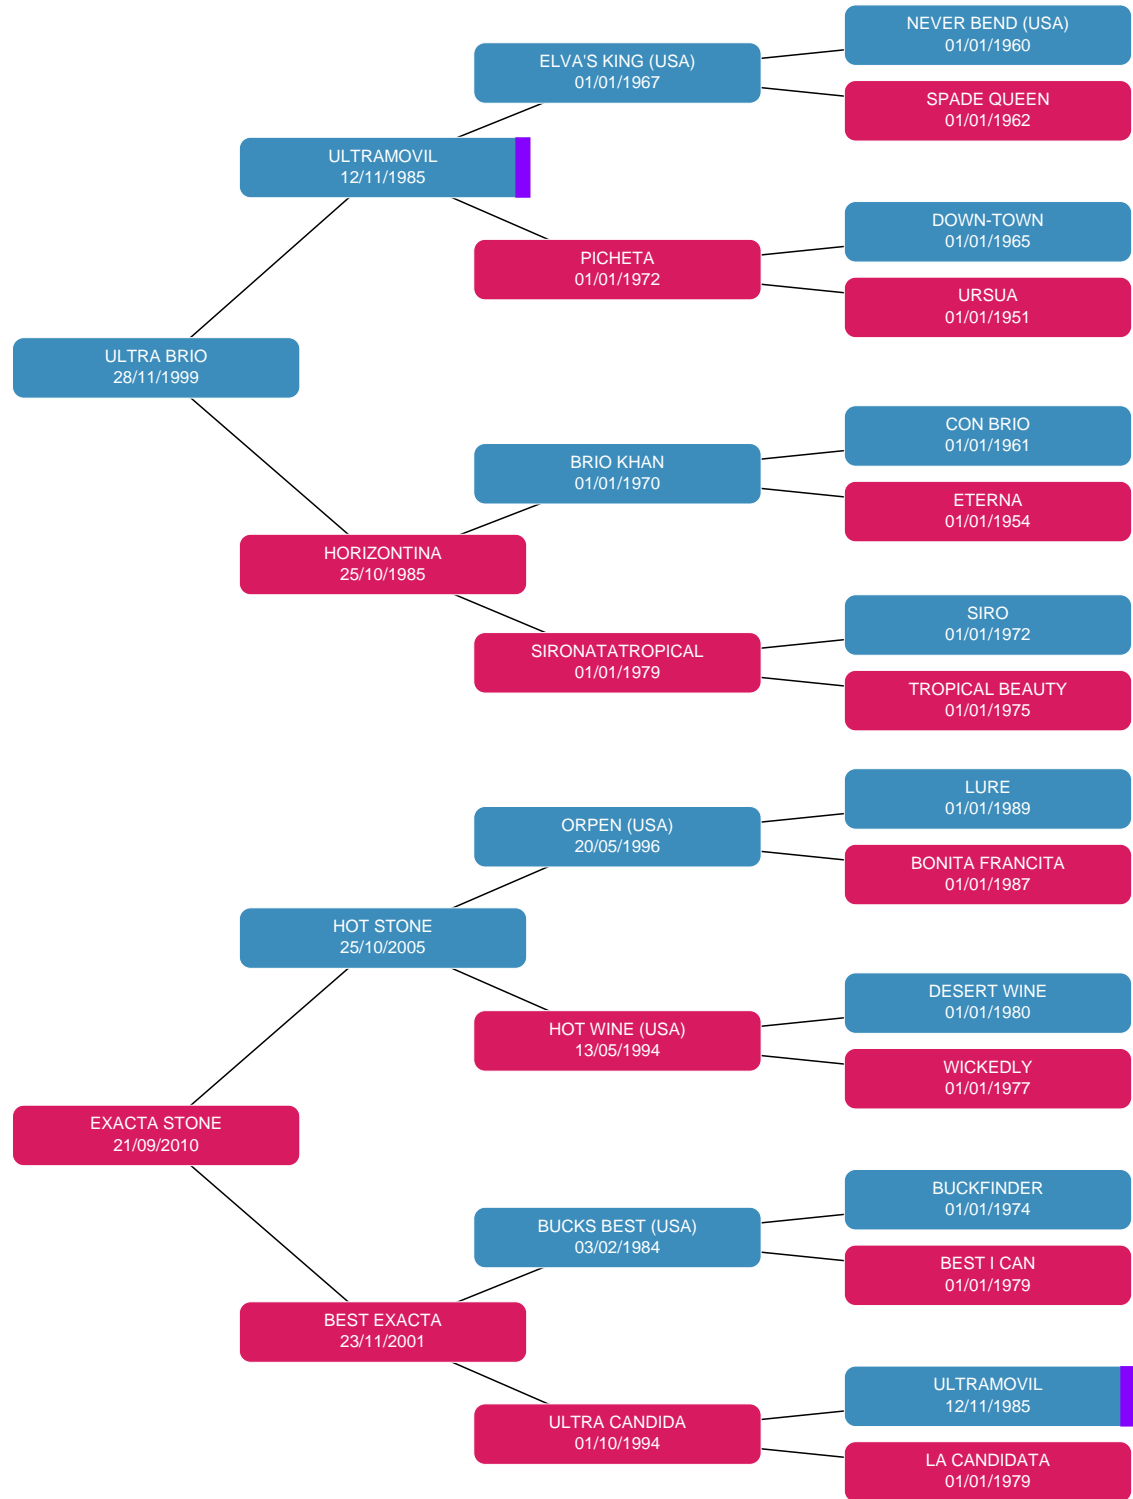 NEVER BEND (USA)
01/01/1960
ELVA'S KING (USA)
01/01/1967
SPADE QUEEN
01/01/1962
ULTRAMOVIL
12/11/1985
DOWN-TOWN
01/01/1965
PICHETA
01/01/1972
URSUA
01/01/1951
ULTRA BRIO
28/11/1999
CON BRIO
01/01/1961
BRIO KHAN
01/01/1970
ETERNA
01/01/1954
HORIZONTINA
25/10/1985
SIRO
01/01/1972
SIRONATATROPICAL
01/01/1979
TROPICAL BEAUTY
01/01/1975
LURE
01/01/1989
ORPEN (USA)
20/05/1996
BONITA FRANCITA
01/01/1987
HOT STONE
25/10/2005
DESERT WINE
01/01/1980
HOT WINE (USA)
13/05/1994
WICKEDLY
01/01/1977
EXACTA STONE
21/09/2010
BUCKFINDER
01/01/1974
BUCKS BEST (USA)
03/02/1984
BEST I CAN
01/01/1979
BEST EXACTA
23/11/2001
ULTRAMOVIL
12/11/1985
ULTRA CANDIDA
01/10/1994
LA CANDIDATA
01/01/1979